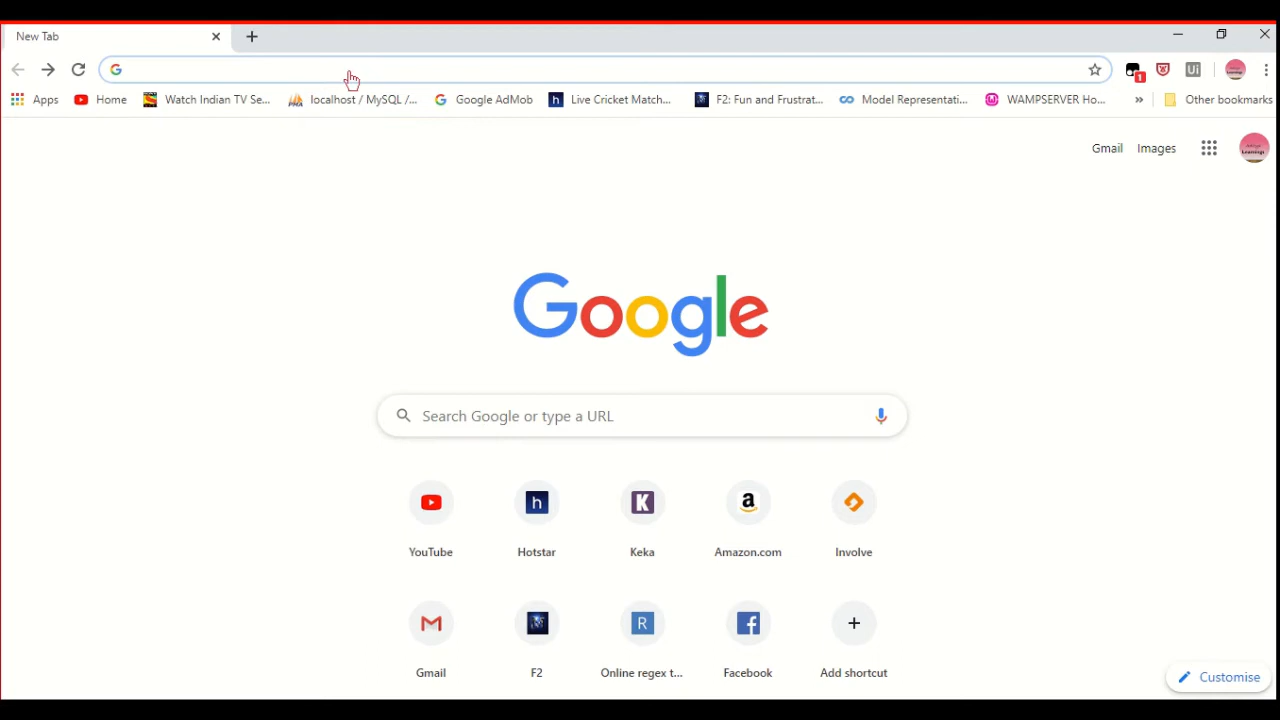 New Tab
Apps Home Watch Indian TV Se... localhost / MySQL /... Google AdMob h Live Cricket Match... F2: Fun and Frustrat... Model Representati... WAMPSERVER Ho... » Other bookmarks
1 Ui
Gmail Images
Google
Search Google or type a URL
h K a
YouTube Hotstar Keka Amazon.com Involve
R f
Gmail F2 Online regex t... Facebook Add shortcut
Customise